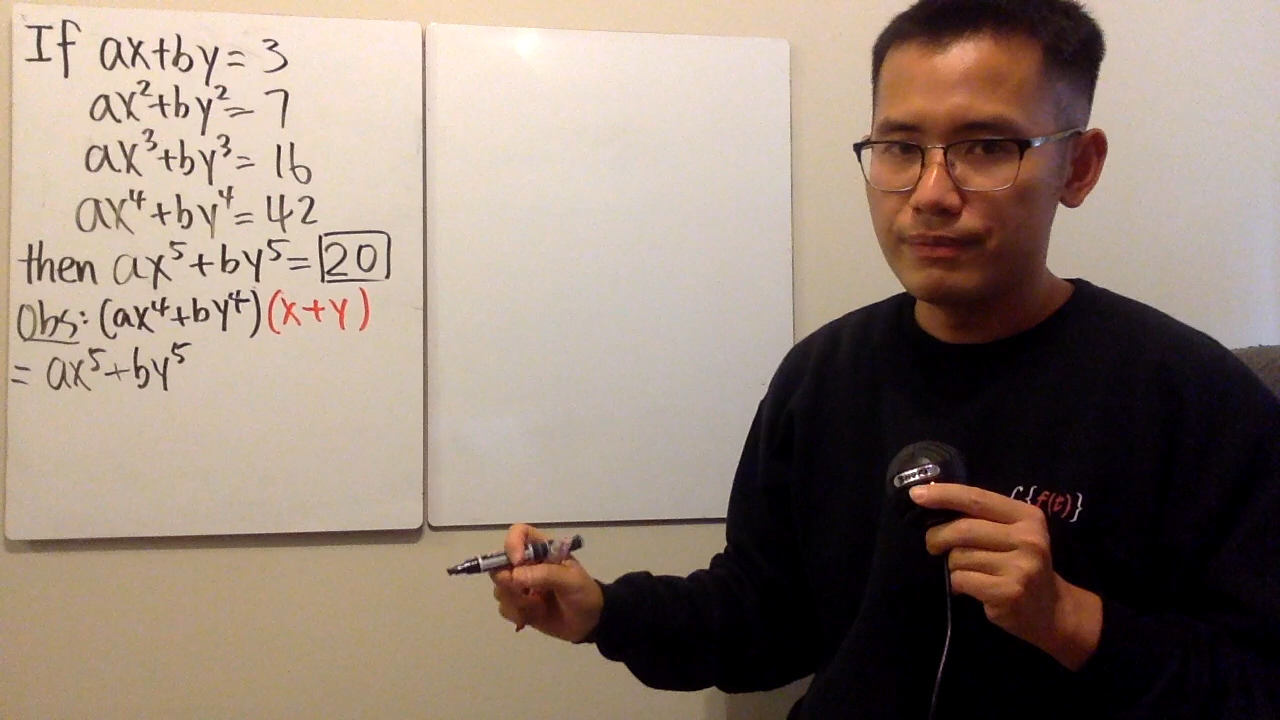 If ax+by=3
ax²+by²=7
ax³+by³=16
ax⁴+by⁴=42
then ax⁵+by⁵=20
Obs: (ax⁴+by⁴)(x+y)
= ax⁵+by⁵
{f(t)}